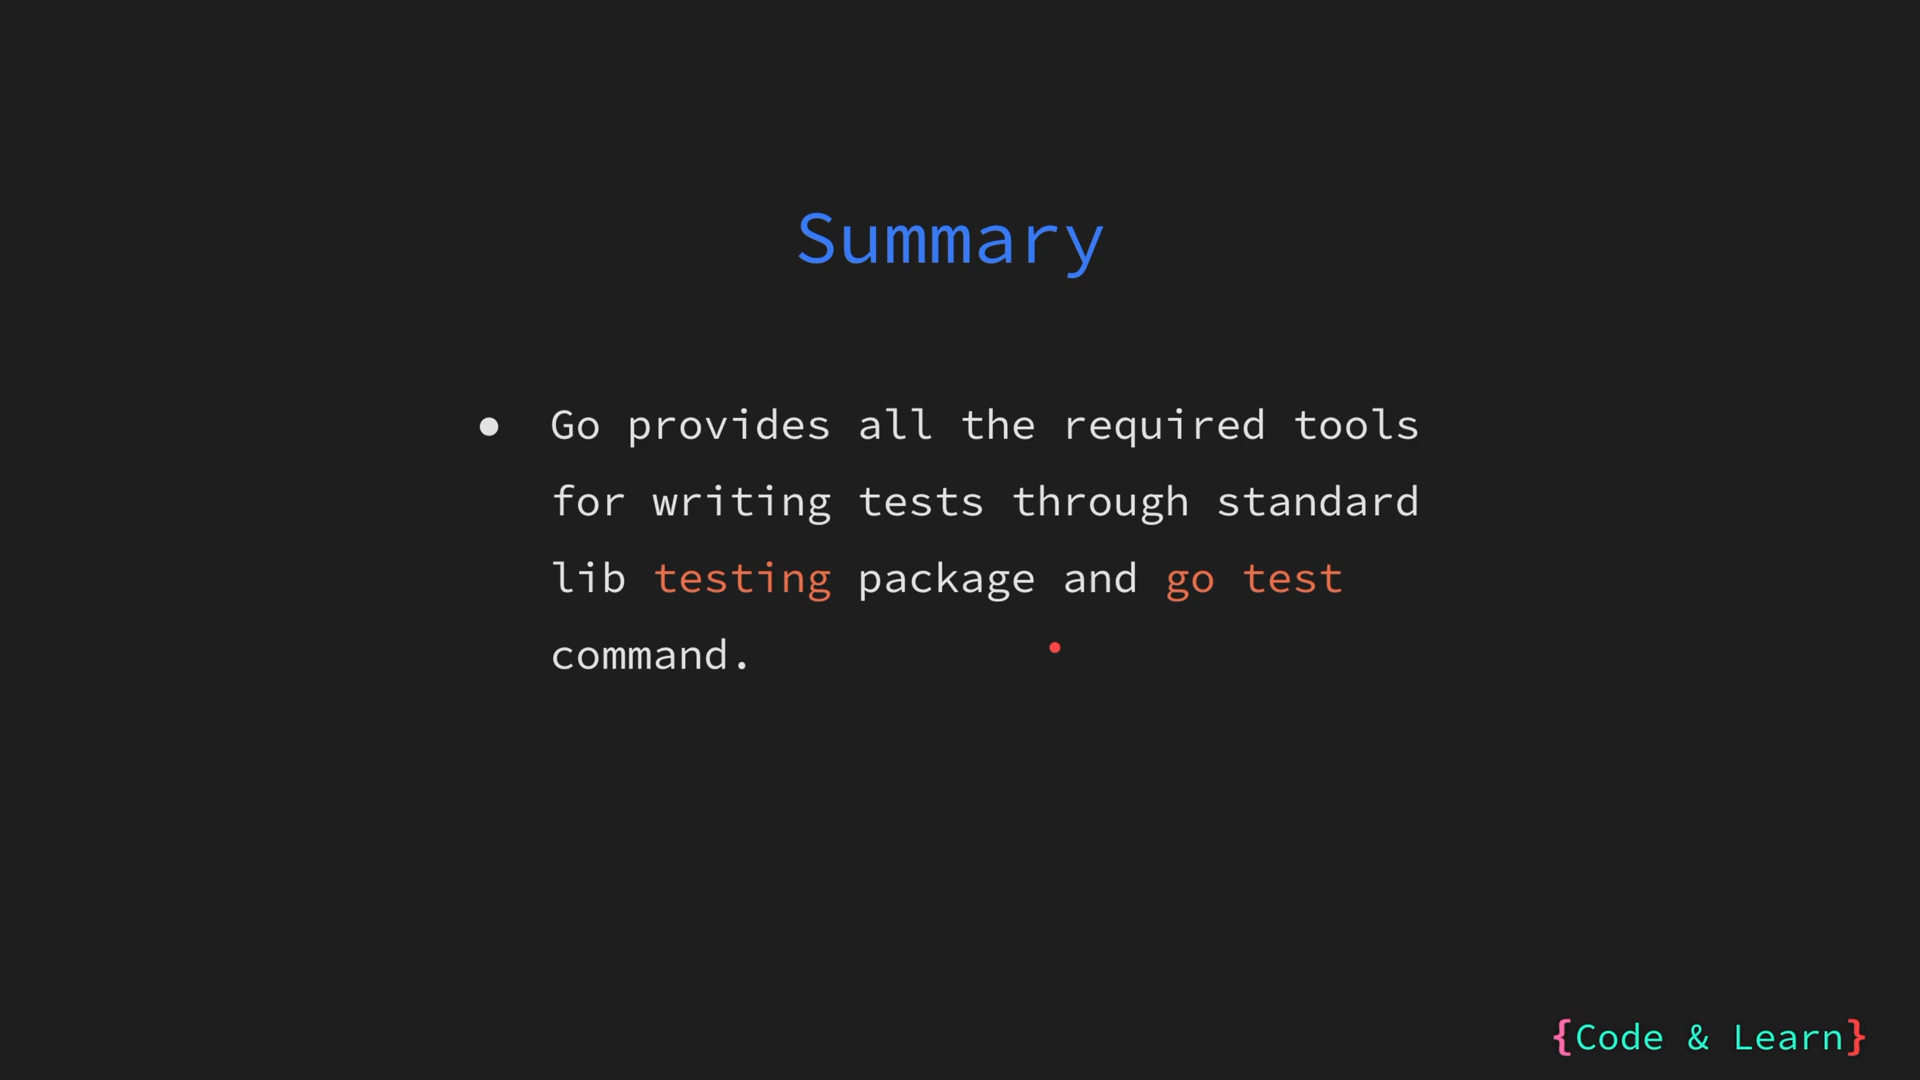 Summary
● Go provides all the required tools
for writing tests through standard
lib testing package and go test
command.
{Code & Learn}